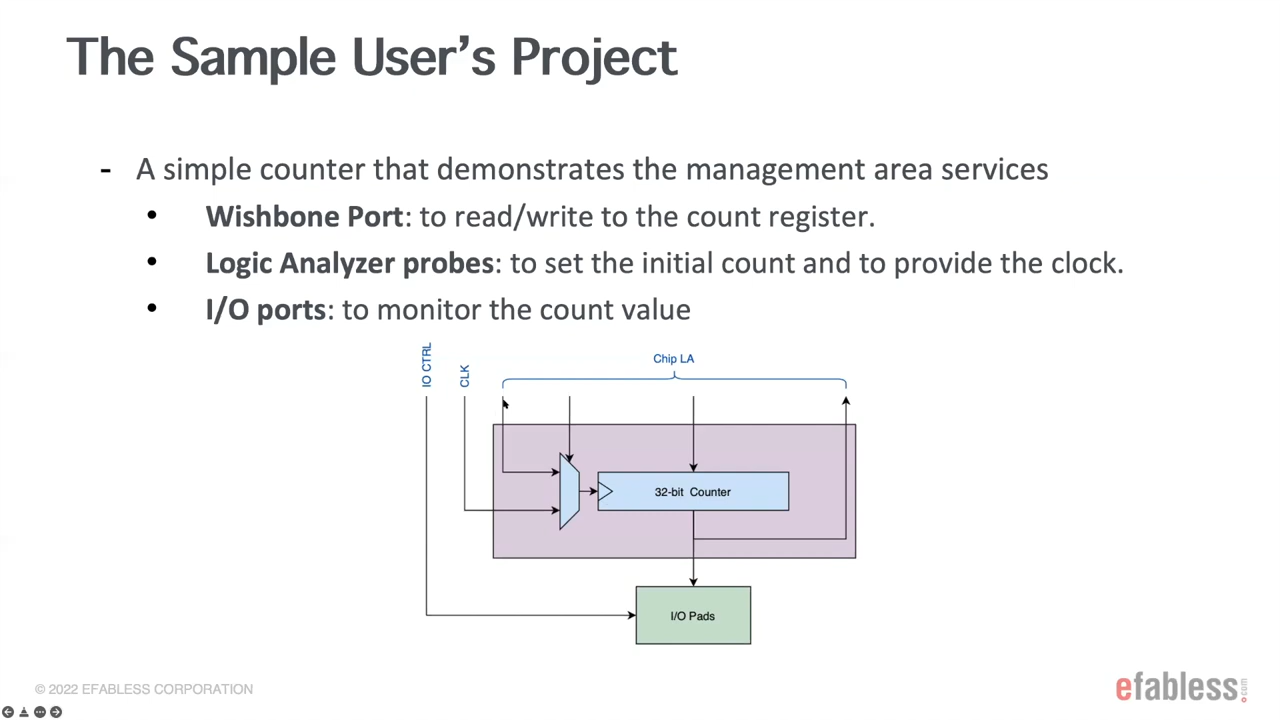 The Sample User's Project
- A simple counter that demonstrates the management area services
• Wishbone Port: to read/write to the count register.
• Logic Analyzer probes: to set the initial count and to provide the clock.
• I/O ports: to monitor the count value
IO CTRL
CLK
Chip LA
32-bit Counter
I/O Pads
© 2022 EFABLESS CORPORATION
efabless.com